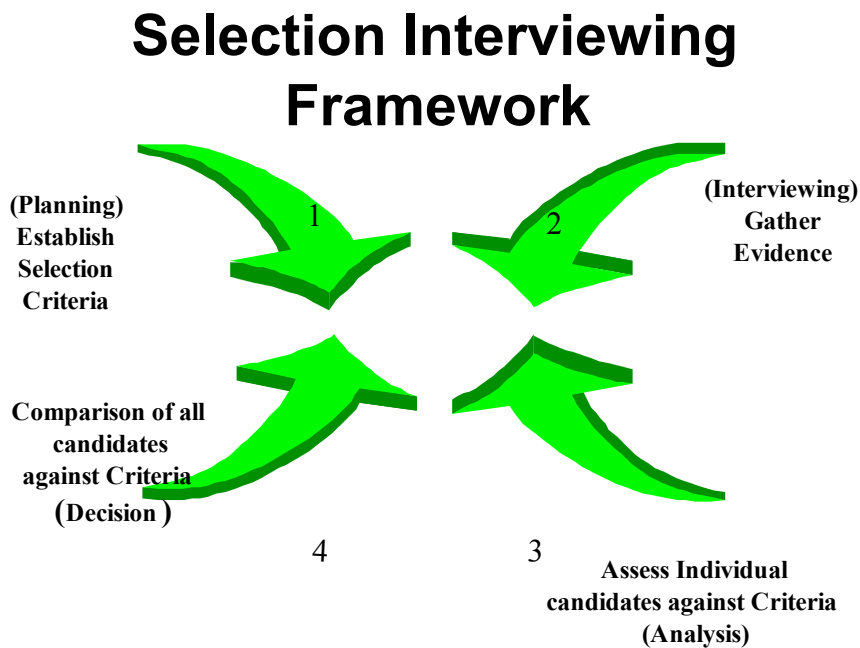 Selection Interviewing
Framework
1
2
(Planning)
Establish
Selection
Criteria
(Interviewing)
Gather
Evidence
Comparison of all
candidates
against Criteria
(Decision )
4
3
Assess Individual
candidates against Criteria
(Analysis)